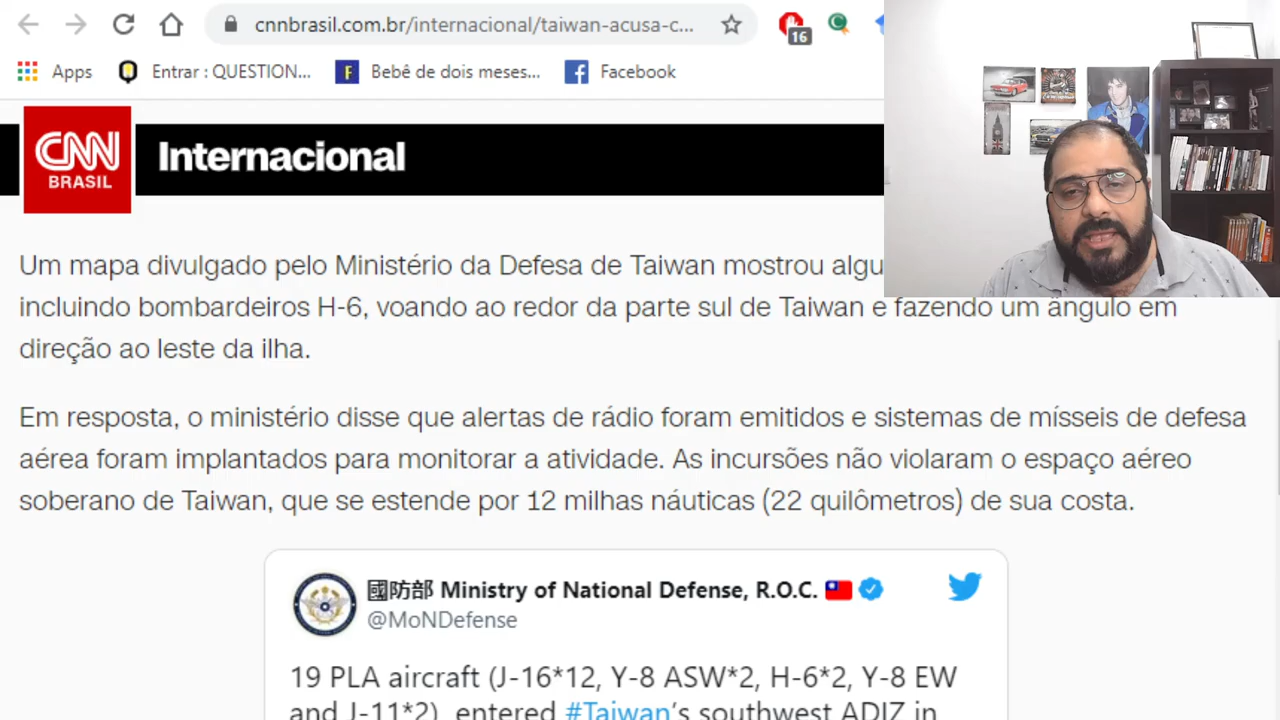 cnnbrasil.com.br/internacional/taiwan-acusa-c...
16
Apps
Entrar : QUESTION...
F
Bebê de dois meses...
Facebook
CNN
BRASIL
Internacional
Um mapa divulgado pelo Ministério da Defesa de Taiwan mostrou algu
incluindo bombardeiros H-6, voando ao redor da parte sul de Taiwan e fazendo um ângulo em
direção ao leste da ilha.
Em resposta, o ministério disse que alertas de rádio foram emitidos e sistemas de mísseis de defesa
aérea foram implantados para monitorar a atividade. As incursões não violaram o espaço aéreo
soberano de Taiwan, que se estende por 12 milhas náuticas (22 quilômetros) de sua costa.
國防部 Ministry of National Defense, R.O.C.
@MoNDefense
19 PLA aircraft (J-16*12, Y-8 ASW*2, H-6*2, Y-8 EW
and J-11*2) entered #Taiwan's southwest ADIZ in